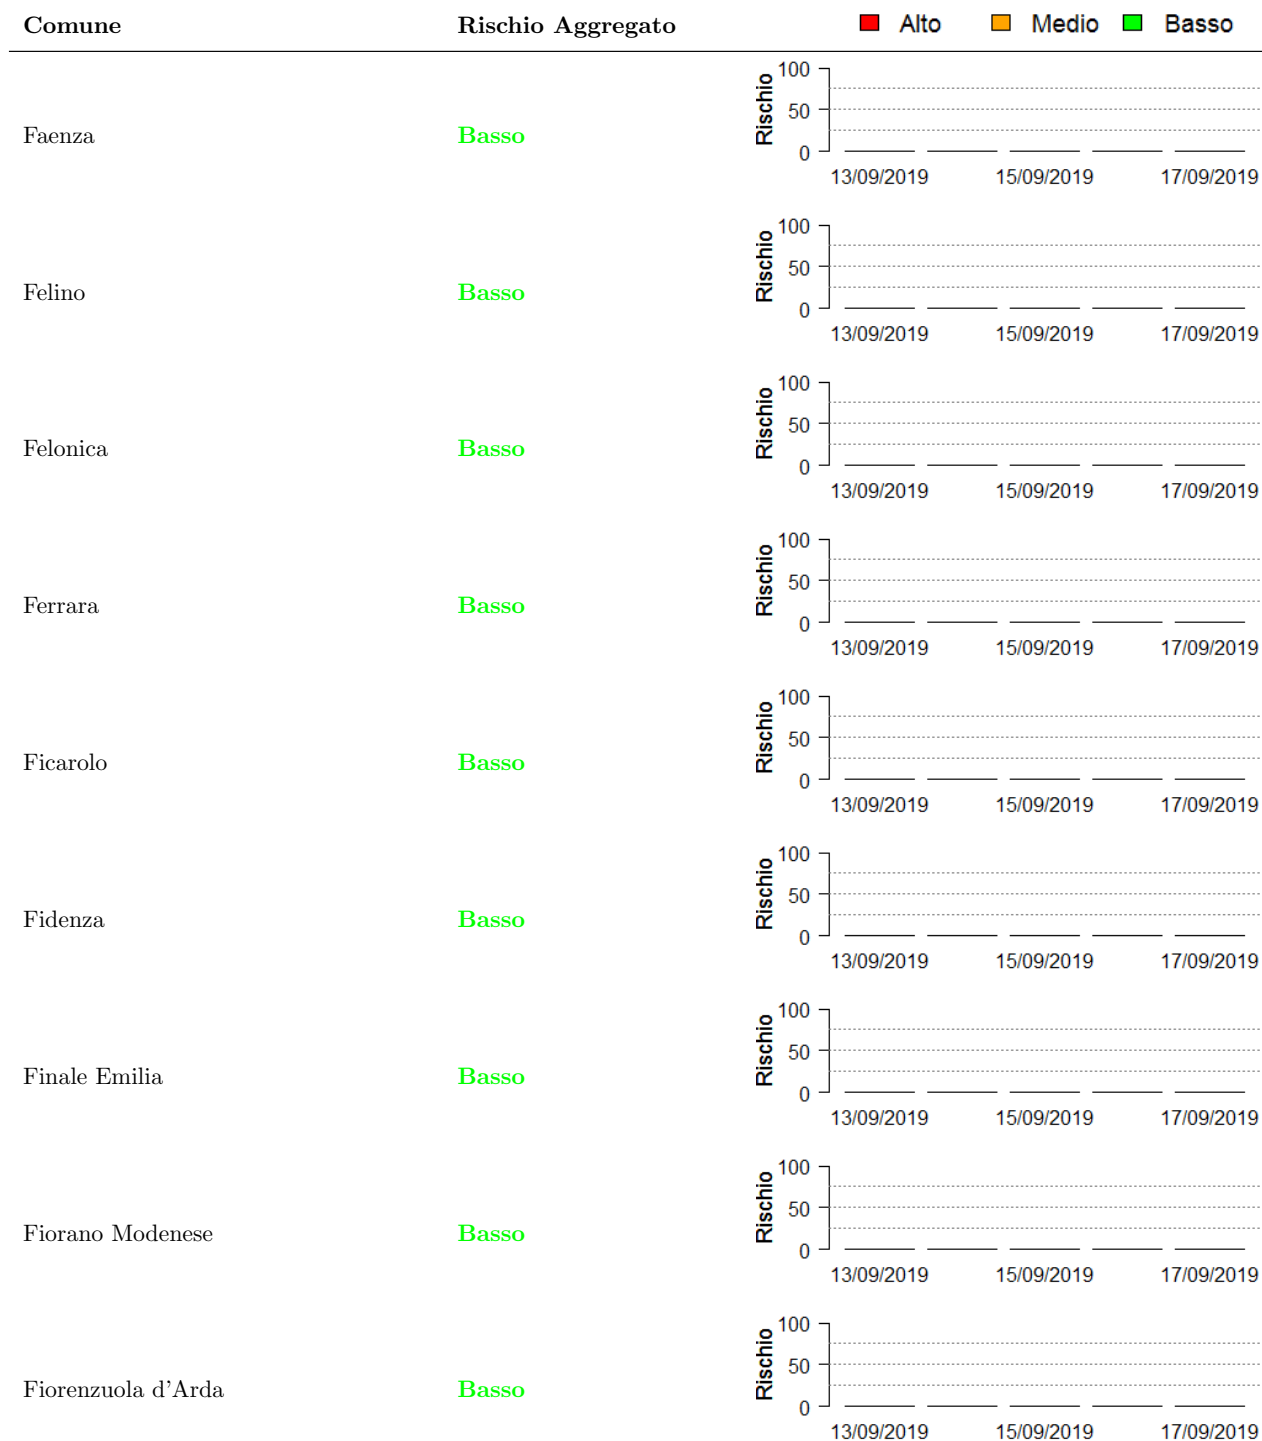 Comune Rischio Aggregato Alto Medio Basso
100
50
0
Rischio
Faenza Basso
13/09/2019 15/09/2019 17/09/2019
100
50
0
Rischio
Felino Basso
13/09/2019 15/09/2019 17/09/2019
100
50
0
Rischio
Felonica Basso
13/09/2019 15/09/2019 17/09/2019
100
50
0
Rischio
Ferrara Basso
13/09/2019 15/09/2019 17/09/2019
100
50
0
Rischio
Ficarolo Basso
13/09/2019 15/09/2019 17/09/2019
100
50
0
Rischio
Fidenza Basso
13/09/2019 15/09/2019 17/09/2019
100
50
0
Rischio
Finale Emilia Basso
13/09/2019 15/09/2019 17/09/2019
100
50
0
Rischio
Fiorano Modenese Basso
13/09/2019 15/09/2019 17/09/2019
100
50
0
Rischio
Fiorenzuola d'Arda Basso
13/09/2019 15/09/2019 17/09/2019